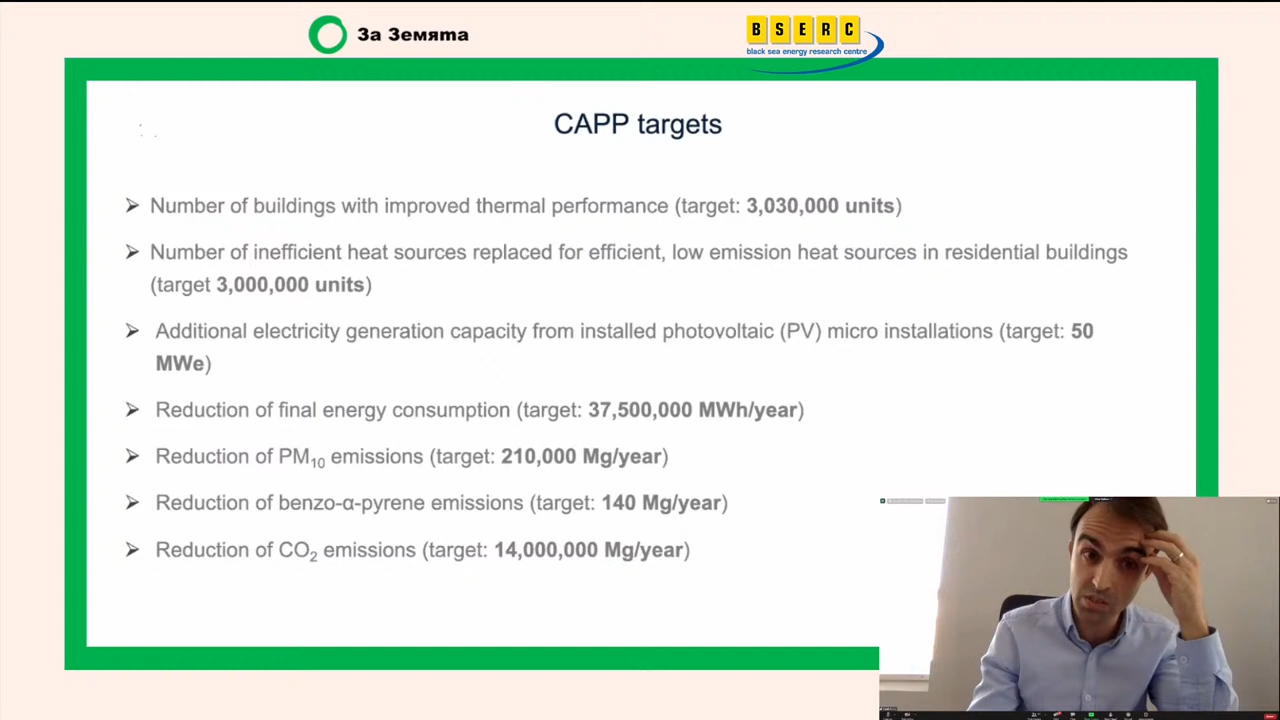 За Земята
BSERC
black sea energy research centre
CAPP targets
Number of buildings with improved thermal performance (target: 3,030,000 units)
Number of inefficient heat sources replaced for efficient, low emission heat sources in residential buildings
(target 3,000,000 units)
Additional electricity generation capacity from installed photovoltaic (PV) micro installations (target: 50
MWe)
Reduction of final energy consumption (target: 37,500,000 MWh/year)
Reduction of PM₁₀ emissions (target: 210,000 Mg/year)
Reduction of benzo-α-pyrene emissions (target: 140 Mg/year)
Reduction of CO₂ emissions (target: 14,000,000 Mg/year)